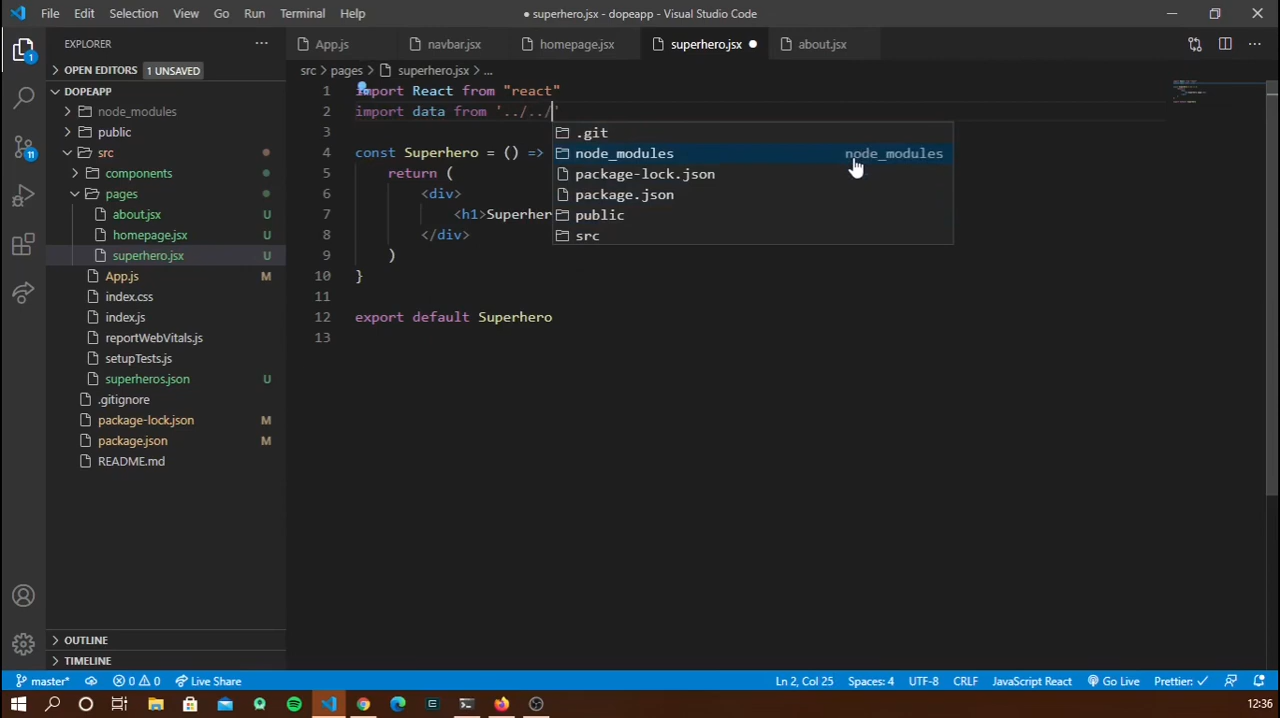 File Edit Selection View Go Run Terminal Help
● superhero.jsx - dopeapp - Visual Studio Code
EXPLORER
App.js navbar.jsx homepage.jsx superhero.jsx ● about.jsx
OPEN EDITORS 1 UNSAVED
src > pages > superhero.jsx > ...
DOPEAPP
node_modules
public
src
components
pages
about.jsx U
homepage.jsx U
superhero.jsx U
App.js M
index.css
index.js
reportWebVitals.js
setupTests.js
superheros.json U
.gitignore
package-lock.json M
package.json M
README.md
OUTLINE
TIMELINE
1
11
1 import React from "react"
2 import data from '../../'
3
4 const Superhero = () =>
5 return (
6 <div>
7 <h1>Superher
8 </div>
9 )
10 }
11
12 export default Superhero
13
.git
node_modules node_modules
package-lock.json
package.json
public
src
master* 0 0 Live Share
Ln 2, Col 25 Spaces: 4 UTF-8 CRLF JavaScript React Go Live Prettier: ✓
12:36